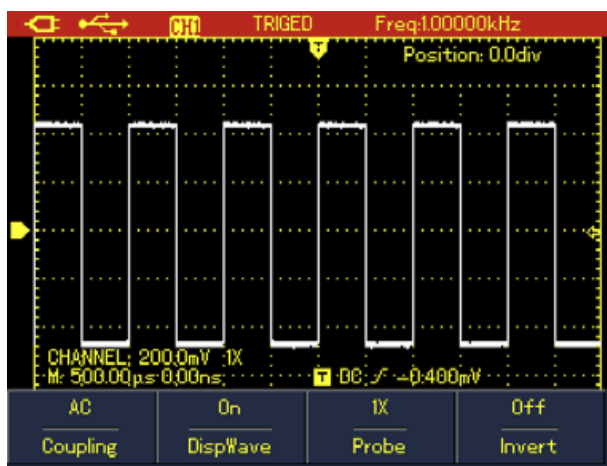 CH1 TRIGED Freq:1.00000kHz
T
Position: 0.0div
CHANNEL: 200.0mV 1X
M: 500.00µs 0.00ns T DC -0.400mV
AC On 1X Off
Coupling DispWave Probe Invert